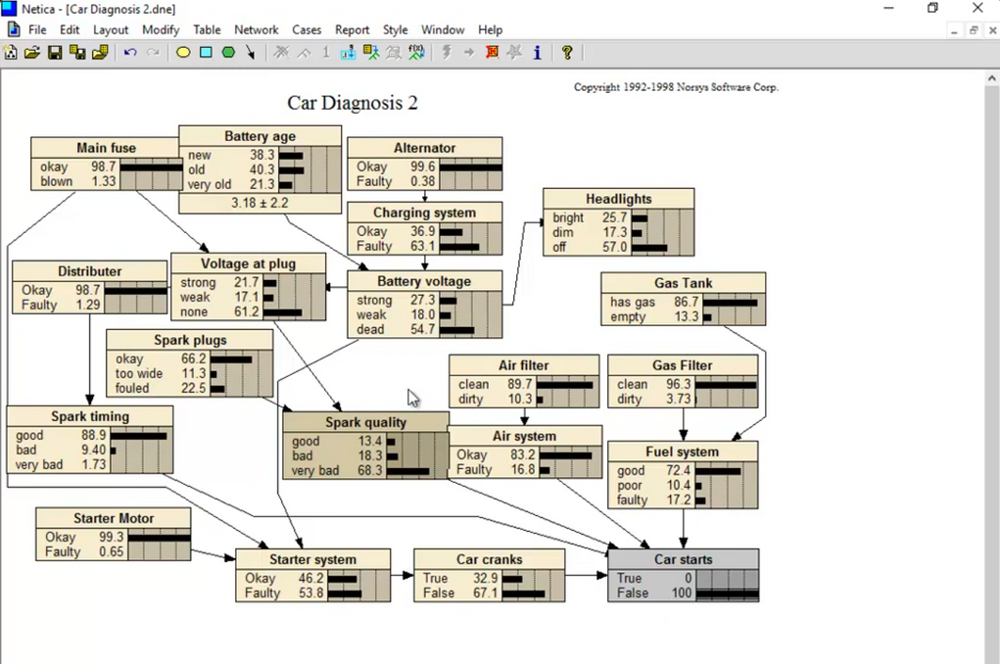 Netica - [Car Diagnosis 2.dne]
File Edit Layout Modify Table Network Cases Report Style Window Help
1 f(x) i ?
Copyright 1992-1998 Norsys Software Corp.
Car Diagnosis 2
Main fuse
okay 98.7
blown 1.33
Battery age
new 38.3
old 40.3
very old 21.3
3.18 ± 2.2
Alternator
Okay 99.6
Faulty 0.38
Charging system
Okay 36.9
Faulty 63.1
Headlights
bright 25.7
dim 17.3
off 57.0
Distributer
Okay 98.7
Faulty 1.29
Voltage at plug
strong 21.7
weak 17.1
none 61.2
Battery voltage
strong 27.3
weak 18.0
dead 54.7
Gas Tank
has gas 86.7
empty 13.3
Spark plugs
okay 66.2
too wide 11.3
fouled 22.5
Air filter
clean 89.7
dirty 10.3
Gas Filter
clean 96.3
dirty 3.73
Spark timing
good 88.9
bad 9.40
very bad 1.73
Spark quality
good 13.4
bad 18.3
very bad 68.3
Air system
Okay 83.2
Faulty 16.8
Fuel system
good 72.4
poor 10.4
faulty 17.2
Starter Motor
Okay 99.3
Faulty 0.65
Starter system
Okay 46.2
Faulty 53.8
Car cranks
True 32.9
False 67.1
Car starts
True 0
False 100